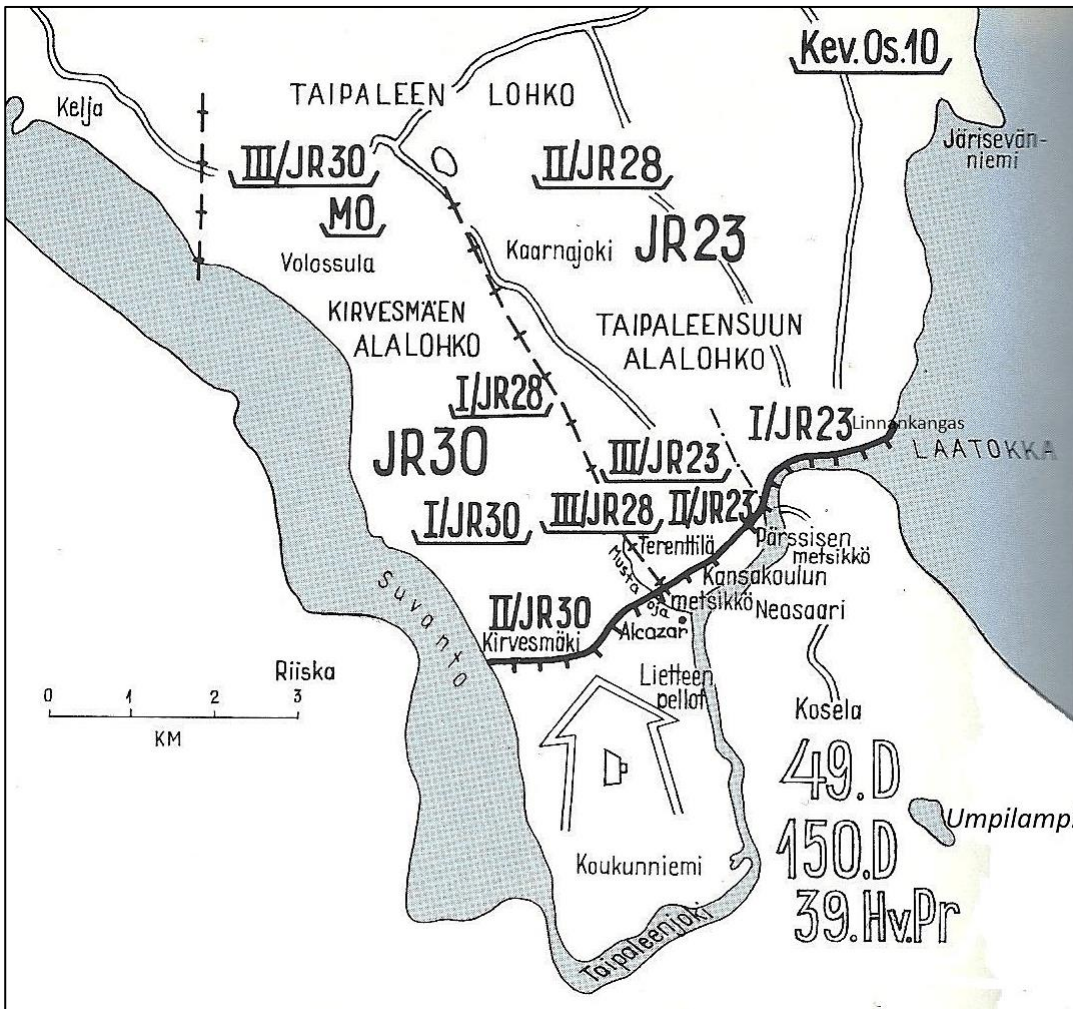 Kev.Os.10
Kelja
TAIPALEEN LOHKO
Järisevän-
niemi
III/JR30
II/JR28
MO
Volossula
Kaarnajoki
JR23
KIRVESMÄEN
ALALOHKO
TAIPALEENSUUN
ALALOHKO
I/JR28
I/JR23
Linnankangas
LAATOKKA
JR30
III/JR23
I/JR30
III/JR28
II/JR23
Terenttilä
Pärssisen
metsikkö
Musta oja
Kansakoulun
metsikkö
Neosaari
Suvanto
II/JR30
Kirvesmäki
Alcazar
Riiska
Lietteen
pellot
0 1 2 3
KM
Kosela
49.D
150.D
39.Hv.Pr
Umpilampi
Koukunniemi
Taipaleenjoki